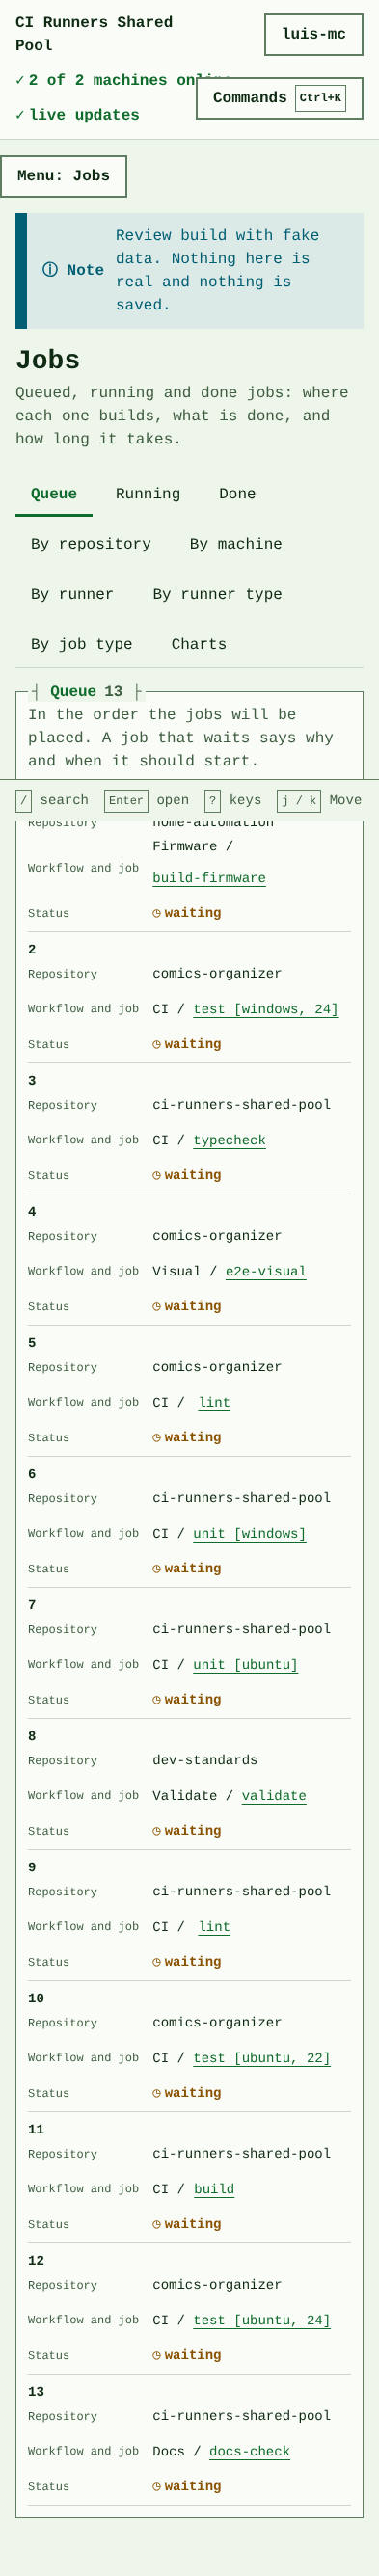 CI Runners Shared
Pool
luis-mc
✓ 2 of 2 machines online
✓ live updates
Commands Ctrl+K
Menu: Jobs
ⓘ Note
Review build with fake
data. Nothing here is
real and nothing is
saved.
Jobs
Queued, running and done jobs: where
each one builds, what is done, and
how long it takes.
Queue Running Done
By repository By machine
By runner By runner type
By job type Charts
Queue 13
In the order the jobs will be
placed. A job that waits says why
and when it should start.
/ search Enter open ? keys j / k Move
Repository home-automation
Workflow and job Firmware /
build-firmware
Status ◷ waiting
2
Repository comics-organizer
Workflow and job CI / test [windows, 24]
Status ◷ waiting
3
Repository ci-runners-shared-pool
Workflow and job CI / typecheck
Status ◷ waiting
4
Repository comics-organizer
Workflow and job Visual / e2e-visual
Status ◷ waiting
5
Repository comics-organizer
Workflow and job CI / lint
Status ◷ waiting
6
Repository ci-runners-shared-pool
Workflow and job CI / unit [windows]
Status ◷ waiting
7
Repository ci-runners-shared-pool
Workflow and job CI / unit [ubuntu]
Status ◷ waiting
8
Repository dev-standards
Workflow and job Validate / validate
Status ◷ waiting
9
Repository ci-runners-shared-pool
Workflow and job CI / lint
Status ◷ waiting
10
Repository comics-organizer
Workflow and job CI / test [ubuntu, 22]
Status ◷ waiting
11
Repository ci-runners-shared-pool
Workflow and job CI / build
Status ◷ waiting
12
Repository comics-organizer
Workflow and job CI / test [ubuntu, 24]
Status ◷ waiting
13
Repository ci-runners-shared-pool
Workflow and job Docs / docs-check
Status ◷ waiting